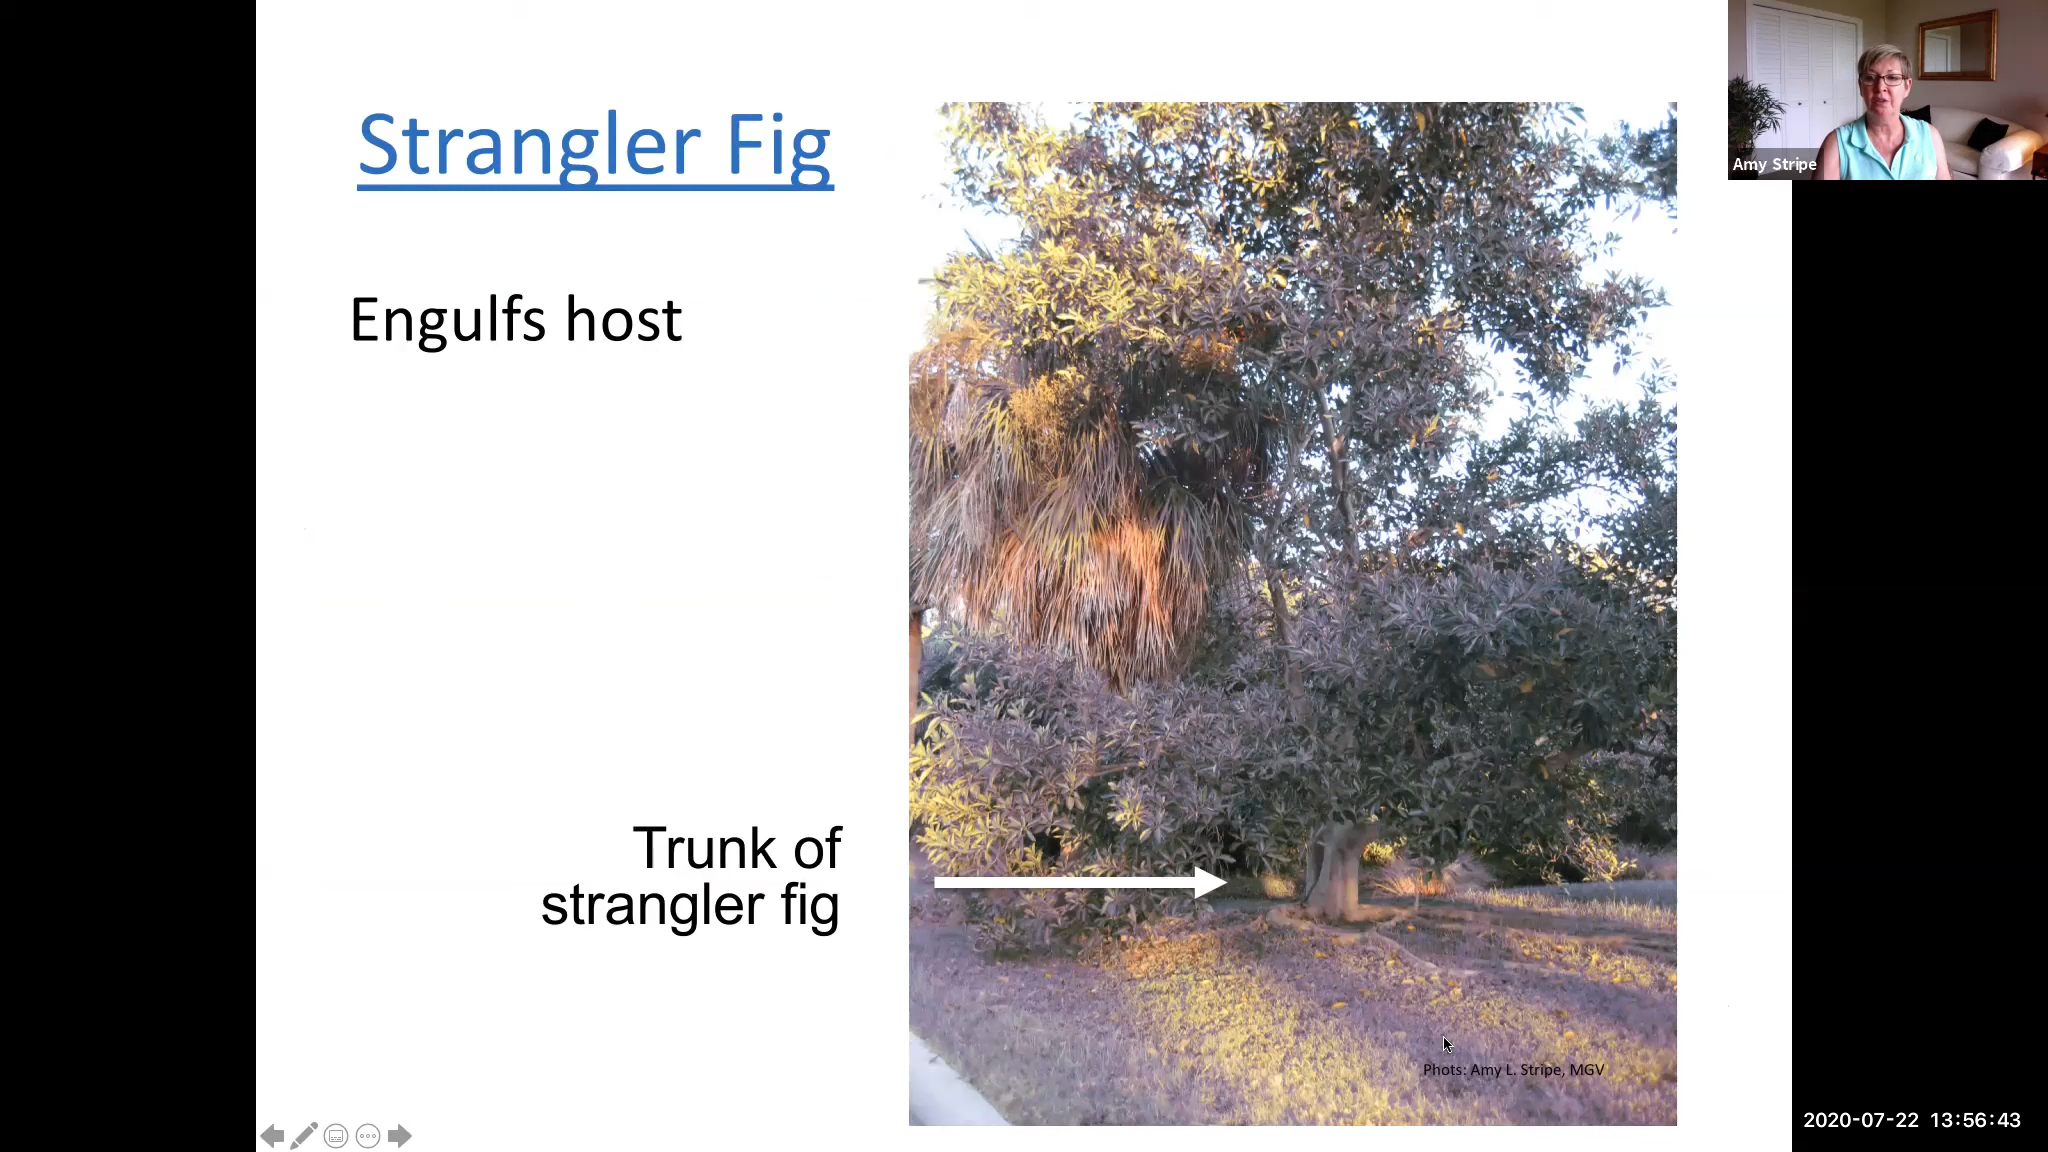 Strangler Fig
Amy Stripe
Engulfs host
Trunk of
strangler fig
Phots: Amy L. Stripe, MGV
2020-07-22 13:56:43